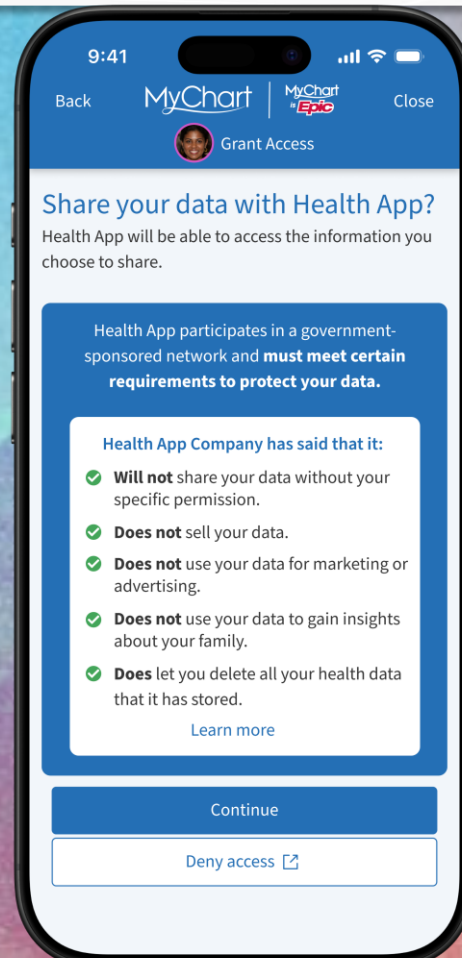 9:41
Back
MyChart
MyChart
Epic
Close
Grant Access
Share your data with Health App?
Health App will be able to access the information you
choose to share.
Health App participates in a government-
sponsored network and must meet certain
requirements to protect your data.
Health App Company has said that it:
Will not share your data without your
specific permission.
Does not sell your data.
Does not use your data for marketing or
advertising.
Does not use your data to gain insights
about your family.
Does let you delete all your health data
that it has stored.
Learn more
Continue
Deny access